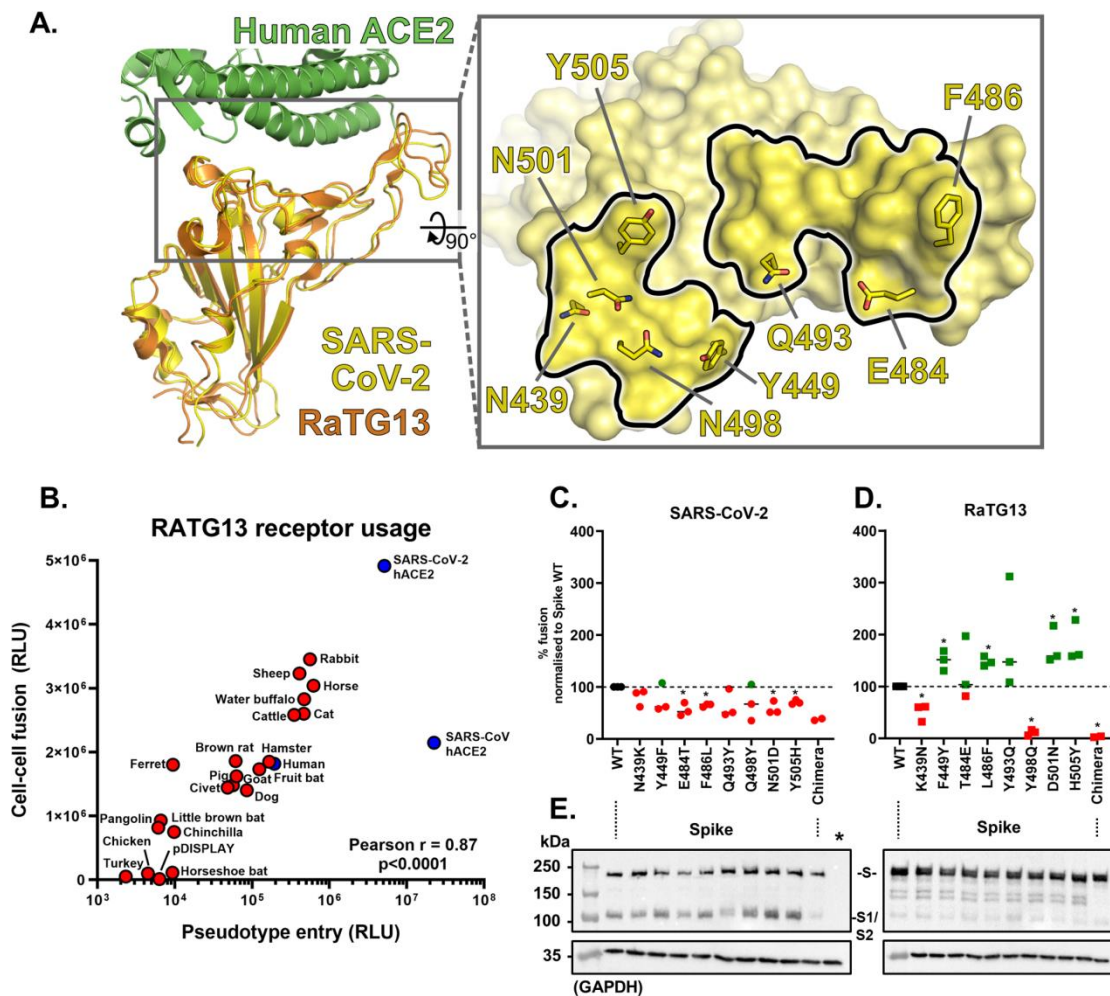 A.
Human ACE2
SARS-
CoV-2
RaTG13
90°
Y505
N501
N439
N498
Y449
Q493
E484
F486
B.
RATG13 receptor usage
Cell-cell fusion (RLU)
5×10⁶
4×10⁶
3×10⁶
2×10⁶
1×10⁶
0
SARS-CoV-2
hACE2
Rabbit
Sheep
Horse
Water buffalo
Cattle
Cat
SARS-CoV
hACE2
Brown rat
Hamster
Ferret
Human
Pig
Goat
Fruit bat
Civet
Dog
Pangolin
Little brown bat
Chicken
Chinchilla
Turkey
pDISPLAY
Horseshoe bat
Pearson r = 0.87
p<0.0001
10³
10⁴
10⁵
10⁶
10⁷
10⁸
Pseudotype entry (RLU)
C.
SARS-CoV-2
% fusion
normalised to Spike WT
400
300
200
100
0
* * * *
WT
N439K
Y449F
E484T
F486L
Q493Y
Q498Y
N501D
Y505H
Chimera
D.
RaTG13
400
300
200
100
0
* * * * * * *
WT
K439N
F449Y
T484E
L486F
Y493Q
Y498Q
D501N
H505Y
Chimera
E.
Spike
*
Spike
kDa
250
150
100
35
-S-
-S1/
S2
(GAPDH)